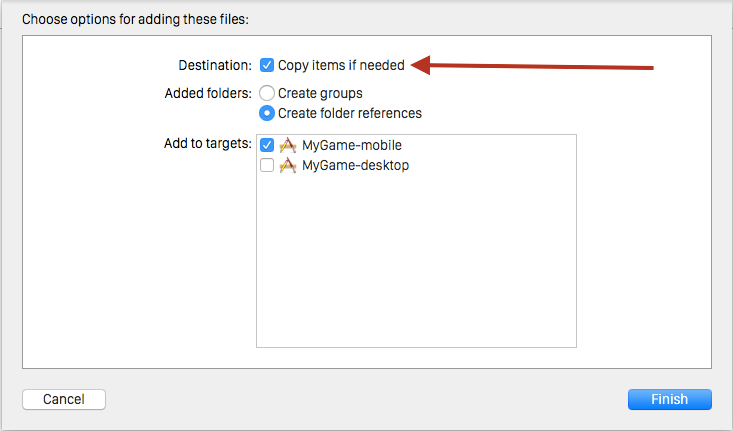 Choose options for adding these files:
Destination: Copy items if needed
Added folders: Create groups
Create folder references
Add to targets: MyGame-mobile
MyGame-desktop
Cancel Finish